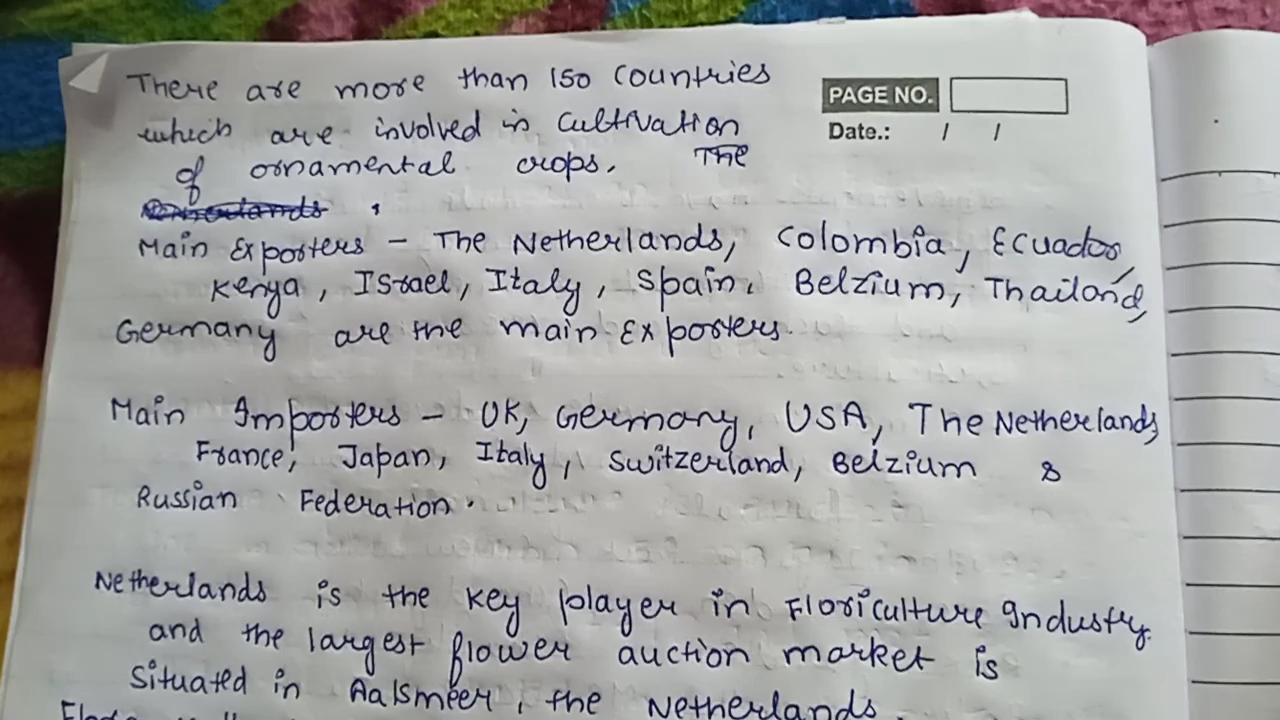 There are more than 150 Countries
PAGE NO.
which are involved in Cultivation
Date.: / /
of ornamental crops. The
Main Exporters - The Netherlands, Colombia, Ecuador,
Kenya, Israel, Italy, Spain, Belzium, Thailand,
Germany are the main Exporters.
Main Importers - UK, Germany, USA, The Netherlands,
France, Japan, Italy, Switzerland, Belzium &
Russian Federation.
Netherlands is the key player in Floriculture Industry.
and the largest flower auction market is
Situated in Aalsmeer, the Netherlands.